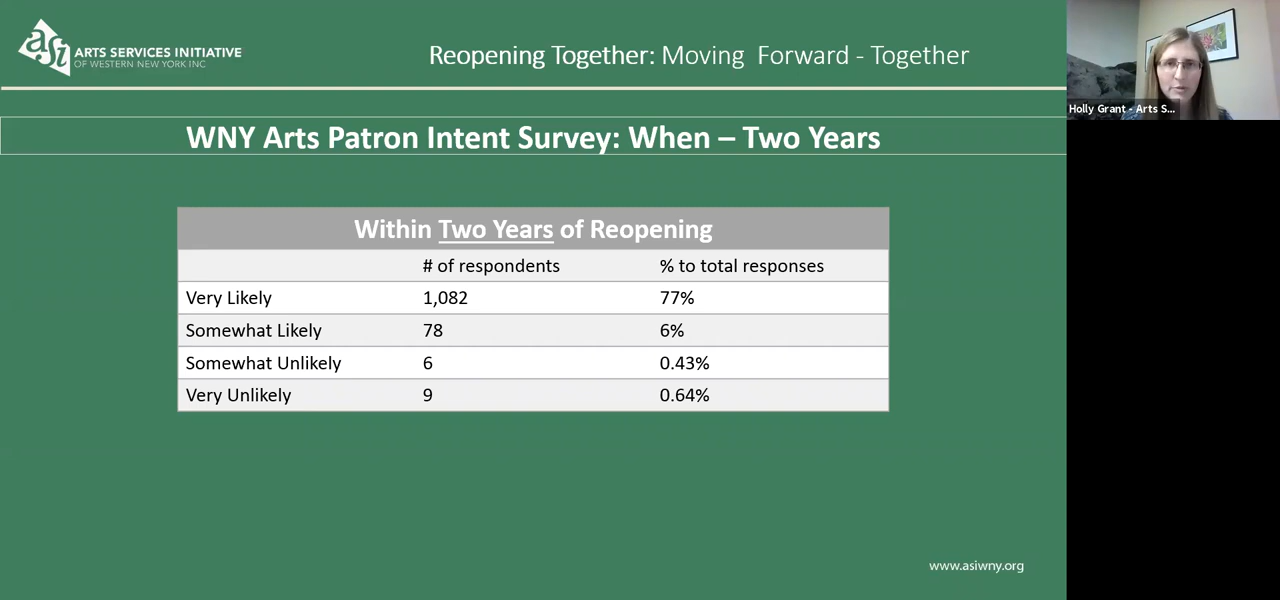 asi ARTS SERVICES INITIATIVE
OF WESTERN NEW YORK INC
Reopening Together: Moving Forward - Together
Holly Grant - Arts S...
WNY Arts Patron Intent Survey: When – Two Years
Within Two Years of Reopening
# of respondents % to total responses
Very Likely 1,082 77%
Somewhat Likely 78 6%
Somewhat Unlikely 6 0.43%
Very Unlikely 9 0.64%
www.asiwny.org